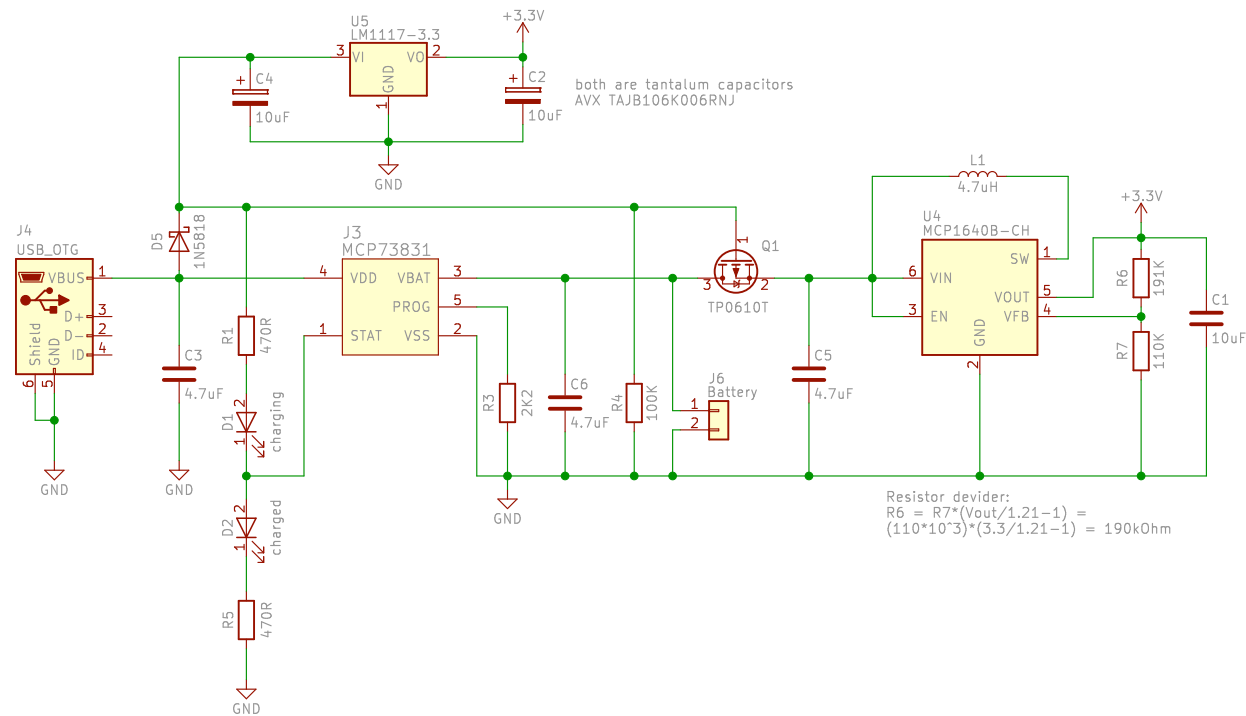 +3.3V
U5
LM1117-3.3
3
VI
VO
2
GND
1
C4
+
10uF
C2
+
10uF
both are tantalum capacitors
AVX TAJB106K006RNJ
GND
L1
4.7uH
+3.3V
J4
USB_OTG
VBUS
1
D+
3
D-
2
ID
4
Shield
GND
6
5
GND
D5
1N5818
C3
4.7uF
GND
R1
470R
J3
MCP73831
4
VDD
VBAT
3
PROG
5
1
STAT
VSS
2
2
D1
1
charging
2
D2
1
charged
R5
470R
GND
R3
2K2
GND
C6
4.7uF
R4
100K
J6
Battery
1
2
Q1
1
3
2
TP0610T
C5
4.7uF
U4
MCP1640B-CH
SW
1
6
VIN
VOUT
5
3
EN
VFB
4
GND
2
R6
191K
R7
110K
C1
10uF
Resistor devider:
R6 = R7*(Vout/1.21-1) =
(110*10^3)*(3.3/1.21-1) = 190kOhm